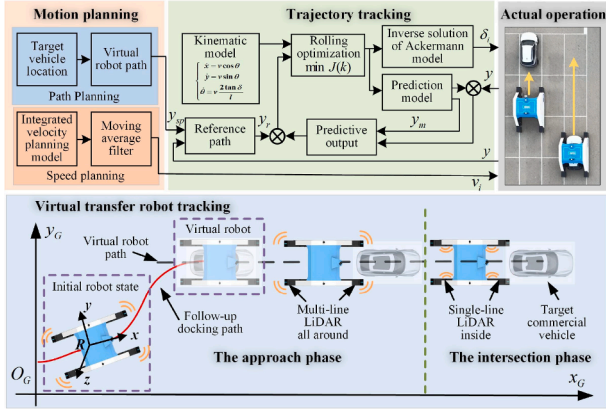 Motion planning
Trajectory tracking
Actual operation
Target
vehicle
location
Virtual
robot path
Path Planning
Integrated
velocity
planning
model
Moving
average
filter
Speed planning
Kinematic
model
ẋ = v cosθ
ẏ = v sinθ
θ̇ = v 2tanδ / l
Rolling
optimization
min J(k)
Inverse solution
of Ackermann
model
δi
Prediction
model
y
ysp
Reference
path
yr
Predictive
output
ym
y
vi
Virtual transfer robot tracking
yG
Virtual robot
path
Virtual robot
Initial robot state
y
R
x
z
Follow-up
docking path
Multi-line
LiDAR
all around
Single-line
LiDAR
inside
Target
commercial
vehicle
The approach phase
The intersection phase
OG
xG